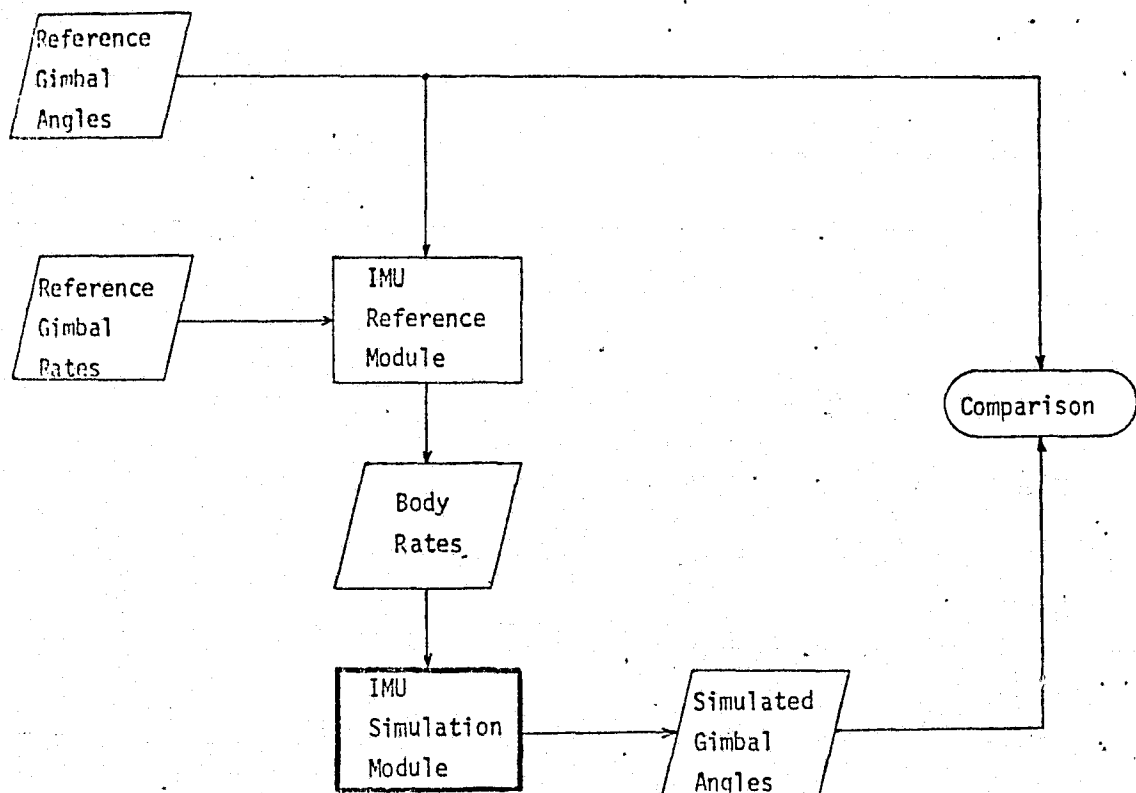 Reference
Gimbal
Angles
Reference
Gimbal
Rates
IMU
Reference
Module
Comparison
Body
Rates
IMU
Simulation
Module
Simulated
Gimbal
Angles